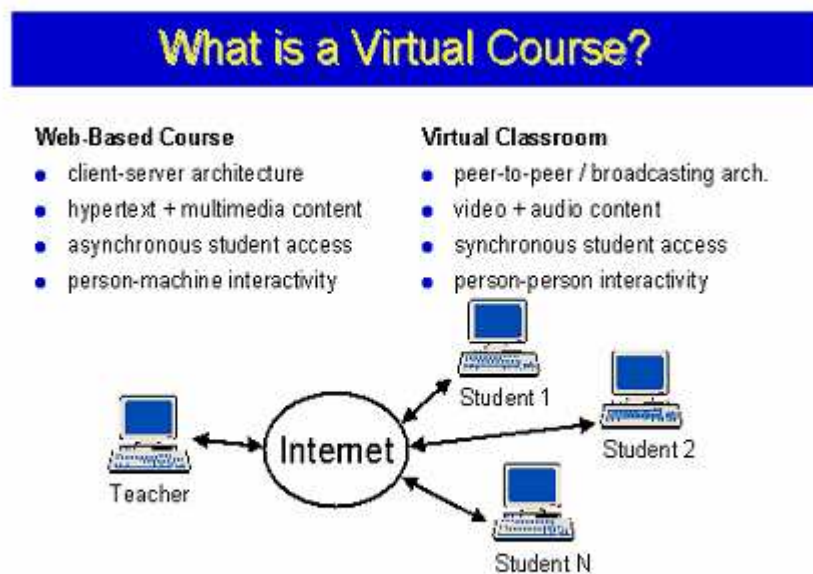 What is a Virtual Course?
Web-Based Course
client-server architecture
hypertext + multimedia content
asynchronous student access
person-machine interactivity
Virtual Classroom
peer-to-peer / broadcasting arch.
video + audio content
synchronous student access
person-person interactivity
Student 1
Internet
Student 2
Teacher
Student N